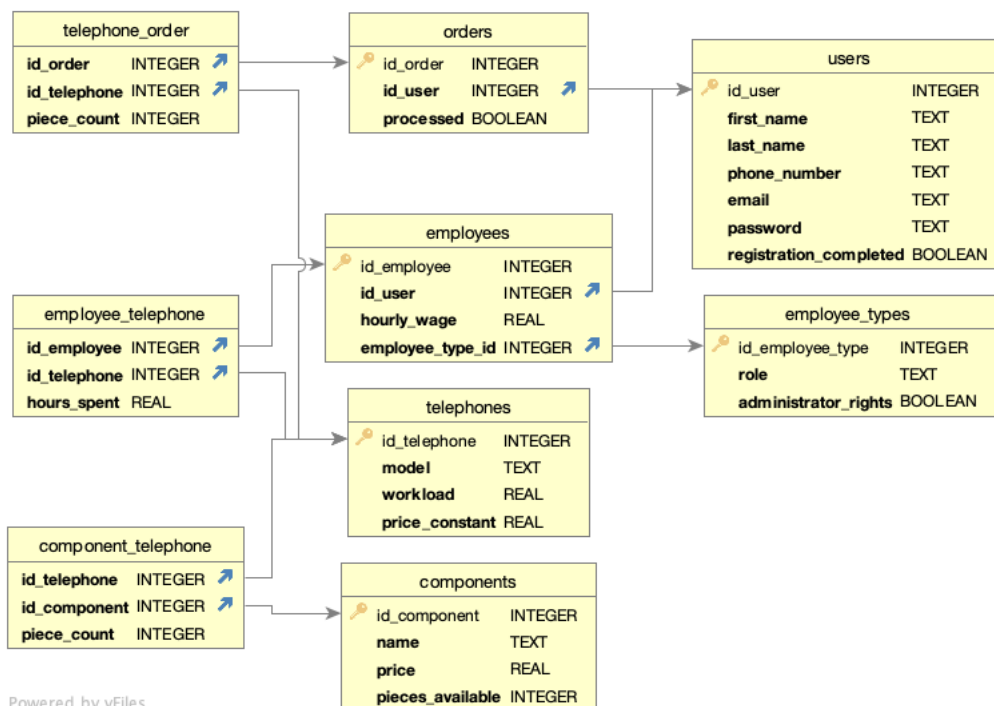 telephone_order
id_order INTEGER
id_telephone INTEGER
piece_count INTEGER
orders
id_order INTEGER
id_user INTEGER
processed BOOLEAN
users
id_user INTEGER
first_name TEXT
last_name TEXT
phone_number TEXT
email TEXT
password TEXT
registration_completed BOOLEAN
employees
id_employee INTEGER
id_user INTEGER
hourly_wage REAL
employee_type_id INTEGER
employee_telephone
id_employee INTEGER
id_telephone INTEGER
hours_spent REAL
employee_types
id_employee_type INTEGER
role TEXT
administrator_rights BOOLEAN
telephones
id_telephone INTEGER
model TEXT
workload REAL
price_constant REAL
component_telephone
id_telephone INTEGER
id_component INTEGER
piece_count INTEGER
components
id_component INTEGER
name TEXT
price REAL
pieces_available INTEGER
Powered by yFiles